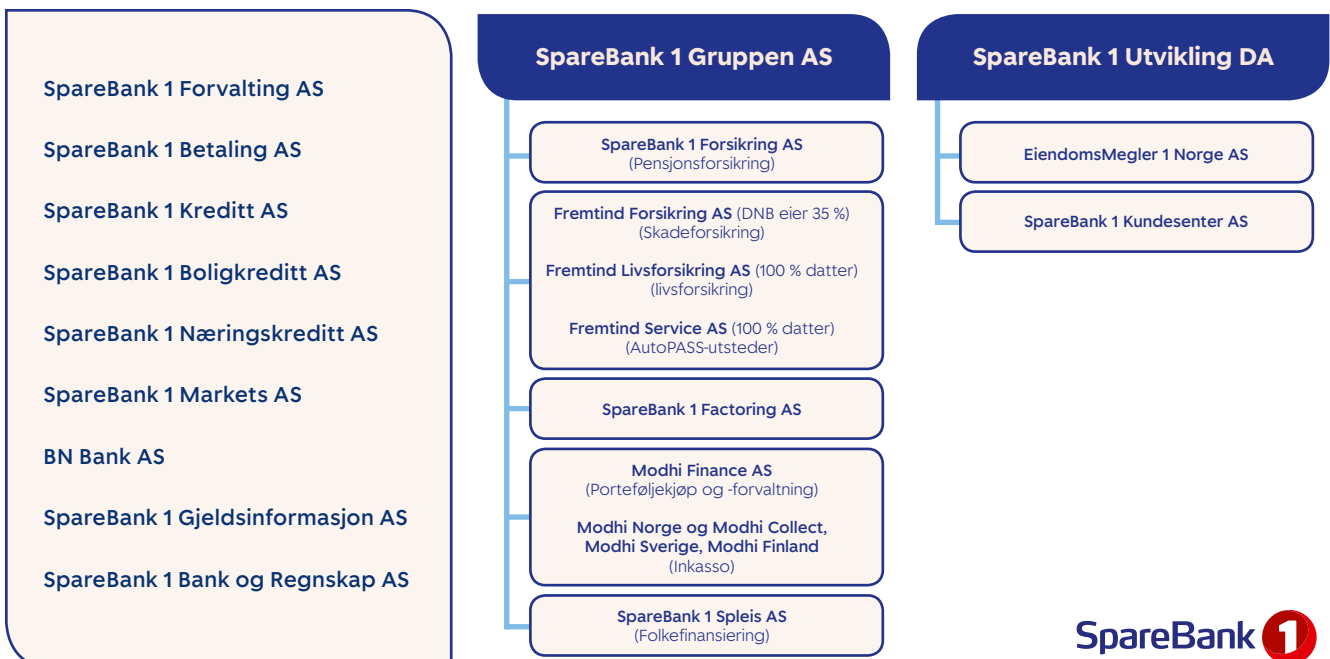 SpareBank 1 Forvalting AS
SpareBank 1 Betaling AS
SpareBank 1 Kreditt AS
SpareBank 1 Boligkreditt AS
SpareBank 1 Næringskreditt AS
SpareBank 1 Markets AS
BN Bank AS
SpareBank 1 Gjeldsinformasjon AS
SpareBank 1 Bank og Regnskap AS
SpareBank 1 Gruppen AS
SpareBank 1 Forsikring AS
(Pensjonsforsikring)
Fremtind Forsikring AS (DNB eier 35 %)
(Skadeforsikring)
Fremtind Livsforsikring AS (100 % datter)
(livsforsikring)
Fremtind Service AS (100 % datter)
(AutoPASS-utsteder)
SpareBank 1 Factoring AS
Modhi Finance AS
(Porteføljekjøp og -forvaltning)
Modhi Norge og Modhi Collect,
Modhi Sverige, Modhi Finland
(Inkasso)
SpareBank 1 Spleis AS
(Folkefinansiering)
SpareBank 1 Utvikling DA
EiendomsMegler 1 Norge AS
SpareBank 1 Kundesenter AS
SpareBank 1